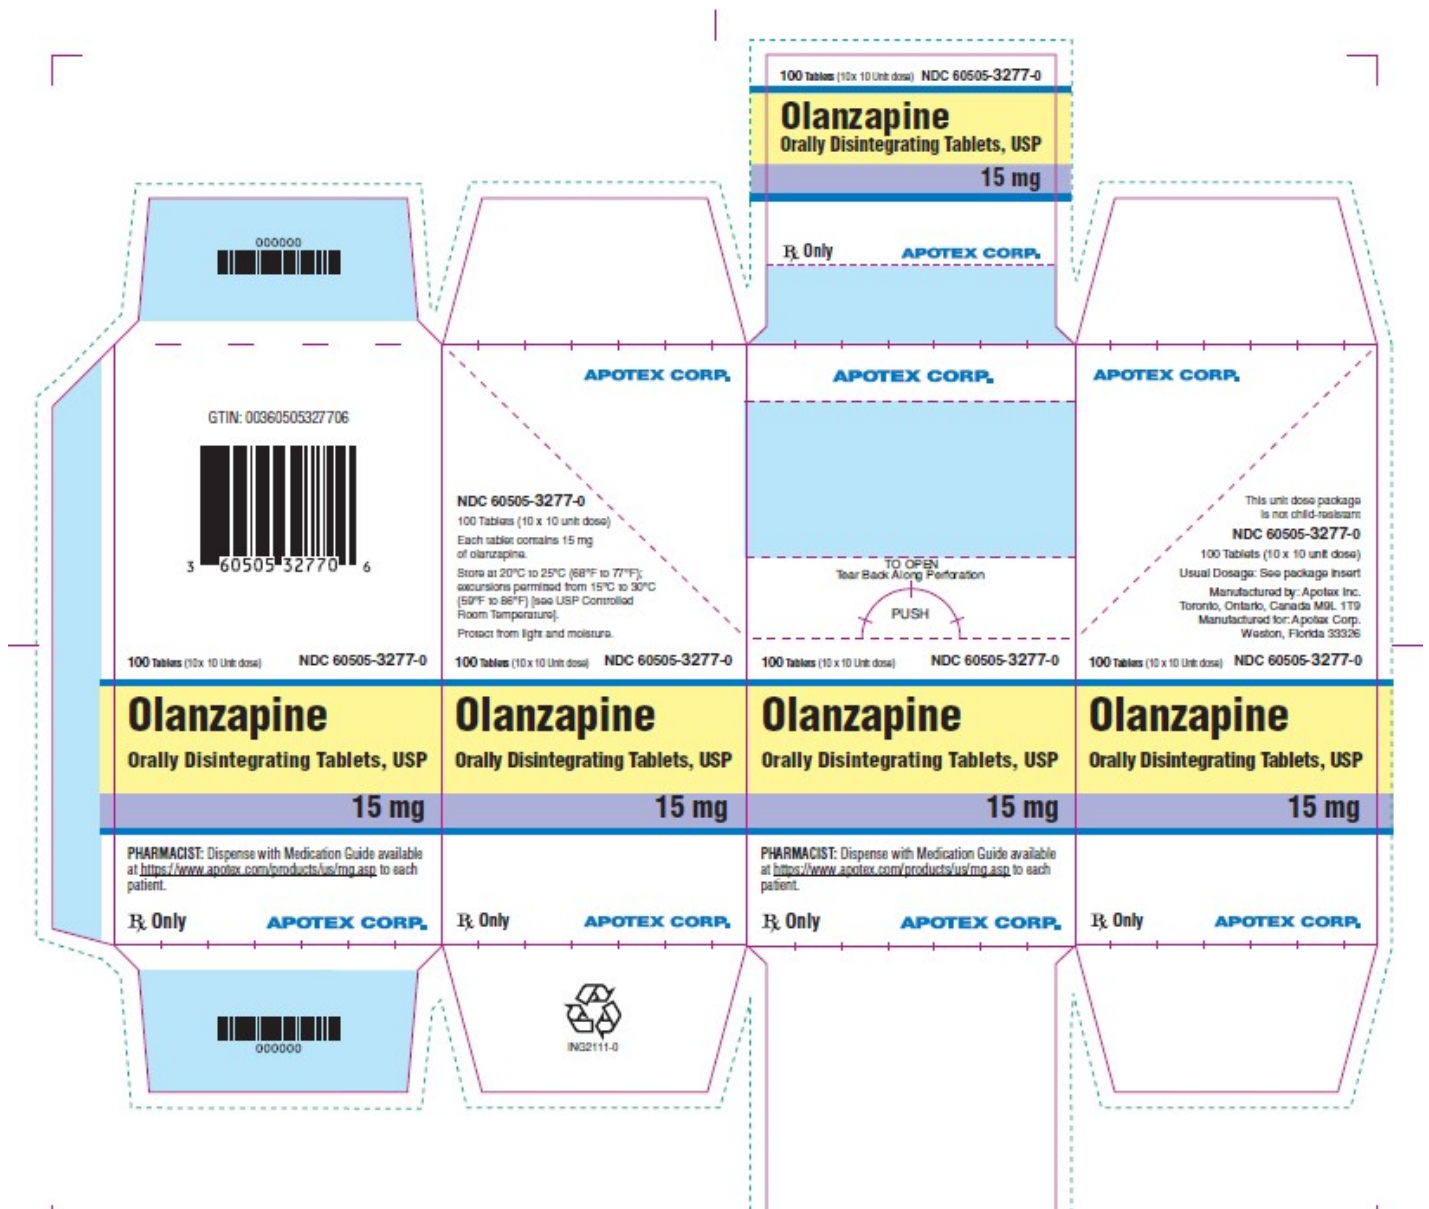 100 Tablets (10x 10 Unit dose) NDC 60505-3277-0
Olanzapine
Orally Disintegrating Tablets, USP
15 mg
℞ Only APOTEX CORP.
000000
GTIN: 00360505327706
3 60505 32770 6
100 Tablets (10x 10 Unit dose) NDC 60505-3277-0
Olanzapine
Orally Disintegrating Tablets, USP
15 mg
PHARMACIST: Dispense with Medication Guide available
at https://www.apotex.com/products/us/mg.asp to each
patient.
℞ Only APOTEX CORP.
000000
APOTEX CORP.
NDC 60505-3277-0
100 Tablets (10 x 10 unit dose)
Each tablet contains 15 mg
of olanzapine.
Store at 20°C to 25°C (68°F to 77°F);
excursions permitted from 15°C to 30°C
(59°F to 86°F) [see USP Controlled
Room Temperature].
Protect from light and moisture.
100 Tablets (10 x 10 Unit dose) NDC 60505-3277-0
Olanzapine
Orally Disintegrating Tablets, USP
15 mg
℞ Only APOTEX CORP.
ING2111-0
APOTEX CORP.
TO OPEN
Tear Back Along Perforation
PUSH
100 Tablets (10 x 10 Unit dose) NDC 60505-3277-0
Olanzapine
Orally Disintegrating Tablets, USP
15 mg
PHARMACIST: Dispense with Medication Guide available
at https://www.apotex.com/products/us/mg.asp to each
patient.
℞ Only APOTEX CORP.
APOTEX CORP.
This unit dose package
is not child-resistant
NDC 60505-3277-0
100 Tablets (10 x 10 unit dose)
Usual Dosage: See package insert
Manufactured by: Apotex Inc.
Toronto, Ontario, Canada M9L 1T9
Manufactured for: Apotex Corp.
Weston, Florida 33326
100 Tablets (10 x 10 Unit dose) NDC 60505-3277-0
Olanzapine
Orally Disintegrating Tablets, USP
15 mg
℞ Only APOTEX CORP.